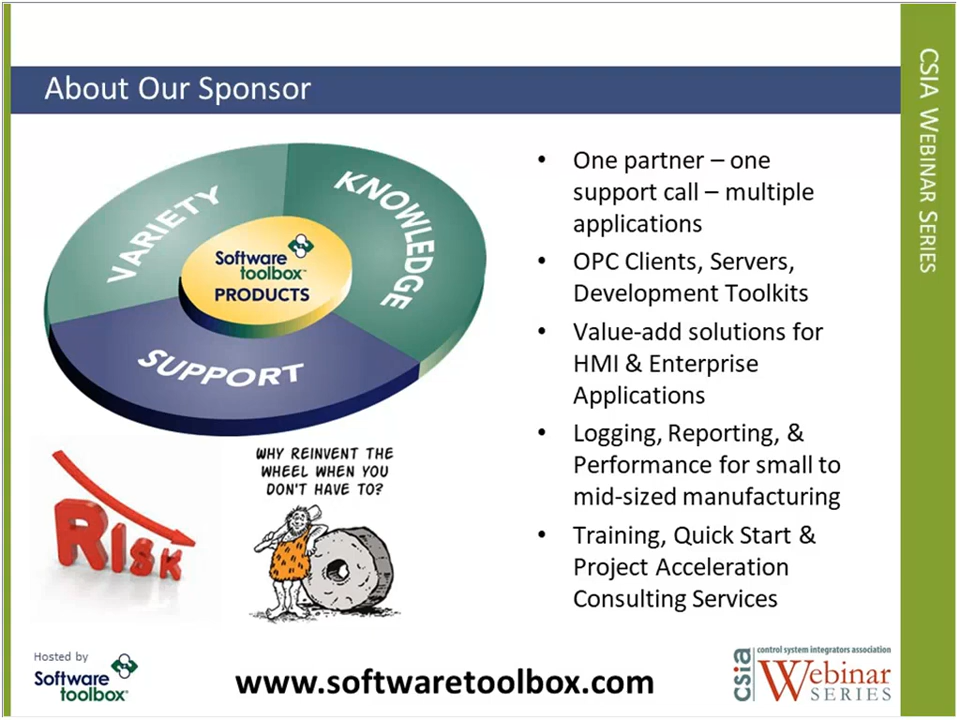 About Our Sponsor
CSIA WEBINAR SERIES
VARIETY
KNOWLEDGE
SUPPORT
Software
toolbox™
PRODUCTS
• One partner – one
support call – multiple
applications
• OPC Clients, Servers,
Development Toolkits
• Value-add solutions for
HMI & Enterprise
Applications
• Logging, Reporting, &
Performance for small to
mid-sized manufacturing
• Training, Quick Start &
Project Acceleration
Consulting Services
RISK
WHY REINVENT THE
WHEEL WHEN YOU
DON'T HAVE TO?
Hosted by
Software
toolbox
www.softwaretoolbox.com
csia
control system integrators association
Webinar
SERIES